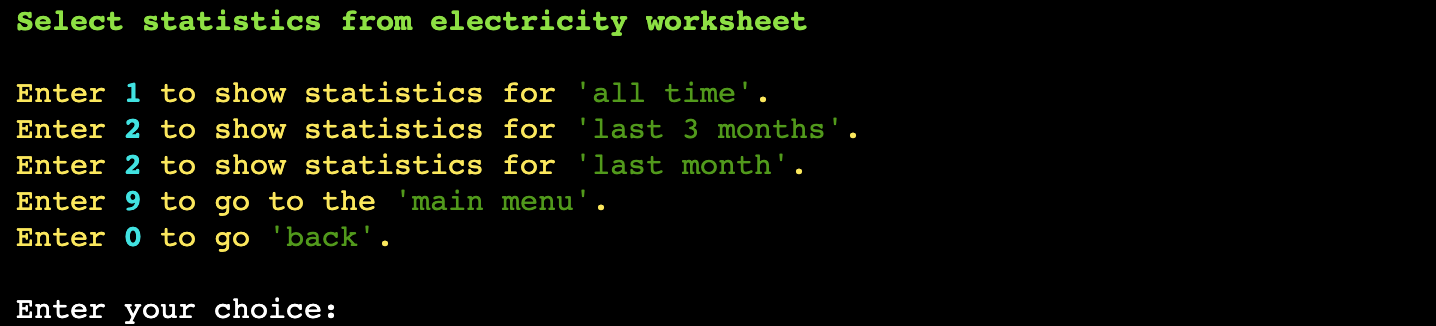 Select statistics from electricity worksheet
Enter 1 to show statistics for 'all time'.
Enter 2 to show statistics for 'last 3 months'.
Enter 2 to show statistics for 'last month'.
Enter 9 to go to the 'main menu'.
Enter 0 to go 'back'.
Enter your choice: